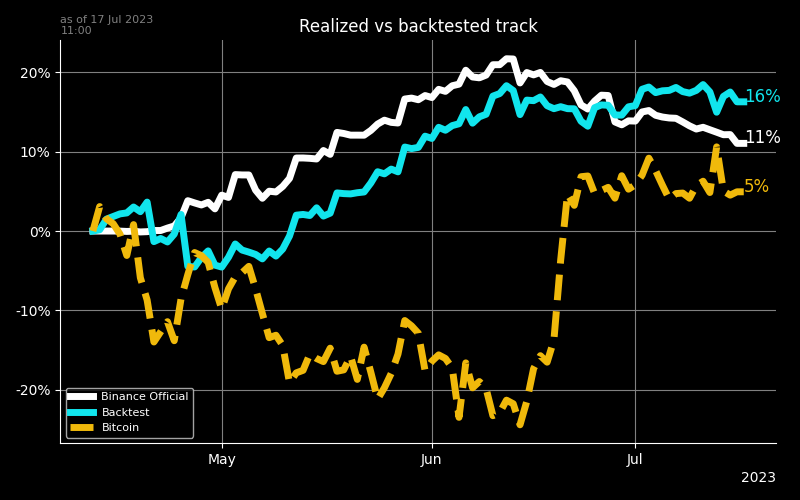 as of 17 Jul 2023
11:00
Realized vs backtested track
20%
10%
0%
-10%
-20%
16%
11%
5%
Binance Official
Backtest
Bitcoin
May
Jun
Jul
2023